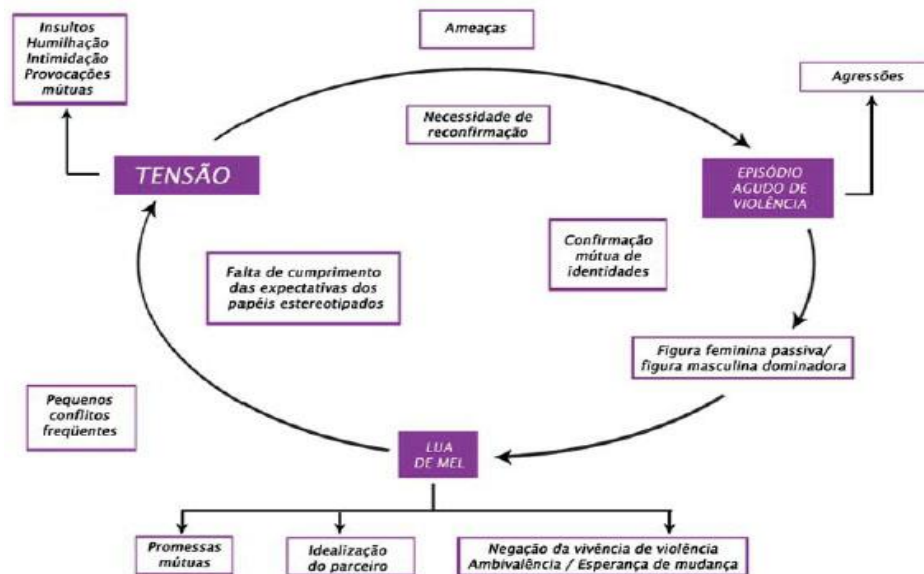 Insultos
Humilhação
Intimidação
Provocações
mútuas
Ameaças
Agressões
Necessidade de
reconfirmação
TENSÃO
EPISÓDIO
AGUDO DE
VIOLÊNCIA
Confirmação
mútua de
identidades
Falta de cumprimento
das expectativas dos
papéis estereotipados
Figura feminina passiva/
figura masculina dominadora
Pequenos
conflitos
freqüentes
LUA
DE MEL
Promessas
mútuas
Idealização
do parceiro
Negação da vivência de violência
Ambivalência / Esperança de mudança